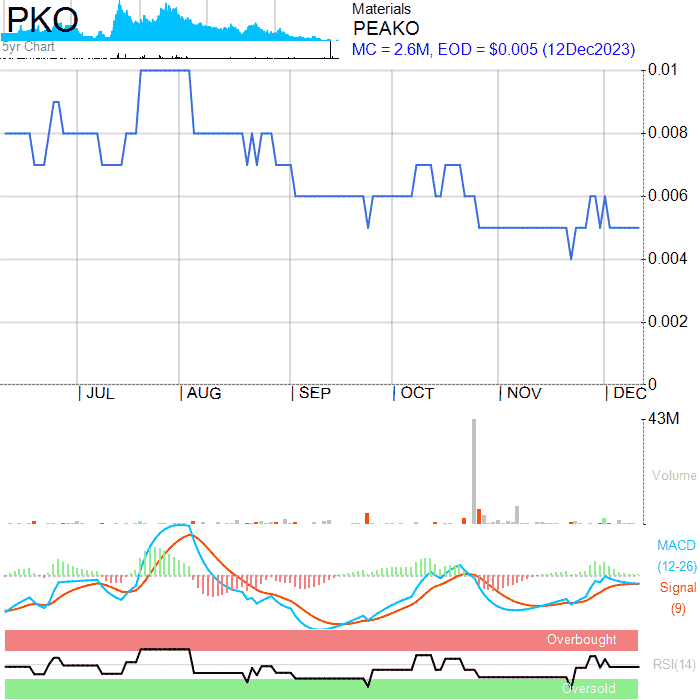 PKO
5yr Chart
Materials
PEAKO
MC = 2.6M, EOD = $0.005 (12Dec2023)
0.01
0.008
0.006
0.004
0.002
0
| JUL | AUG | SEP | OCT | NOV | DEC
43M
Volume
MACD
(12-26)
Signal
(9)
Overbought
RSI(14)
Oversold